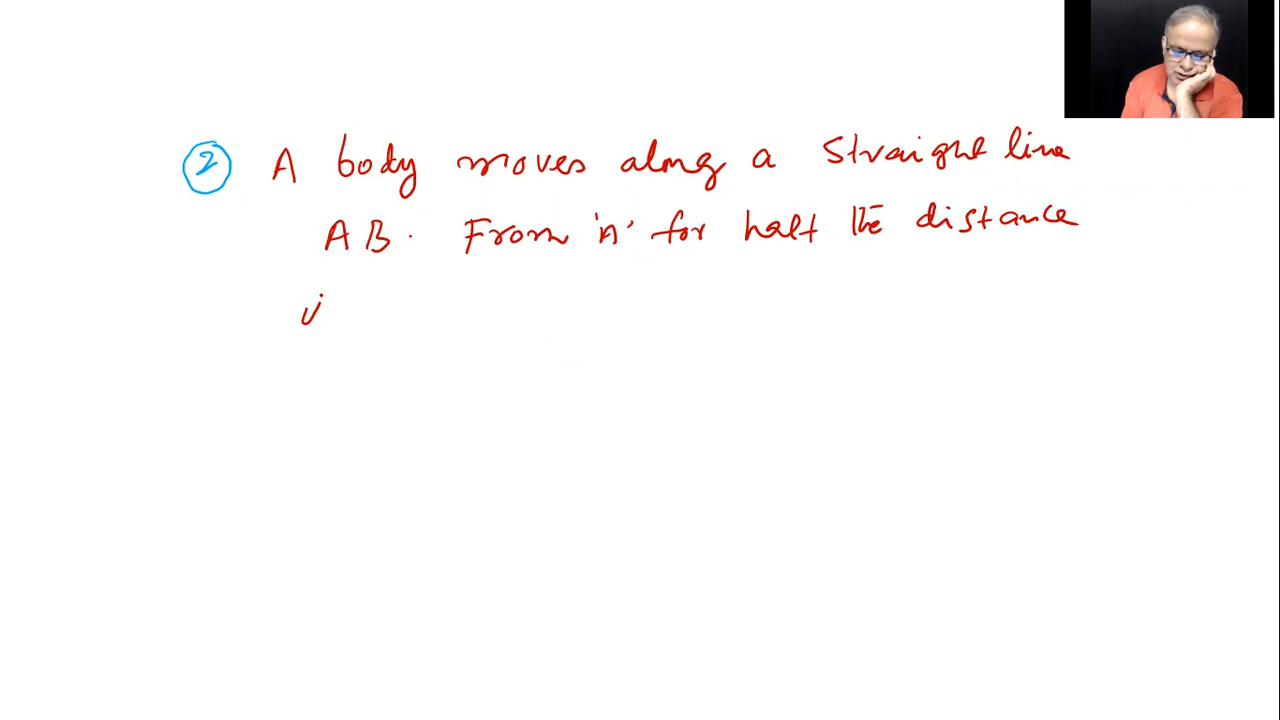 ② A body moves along a straight line
AB. From 'A' for half the distance